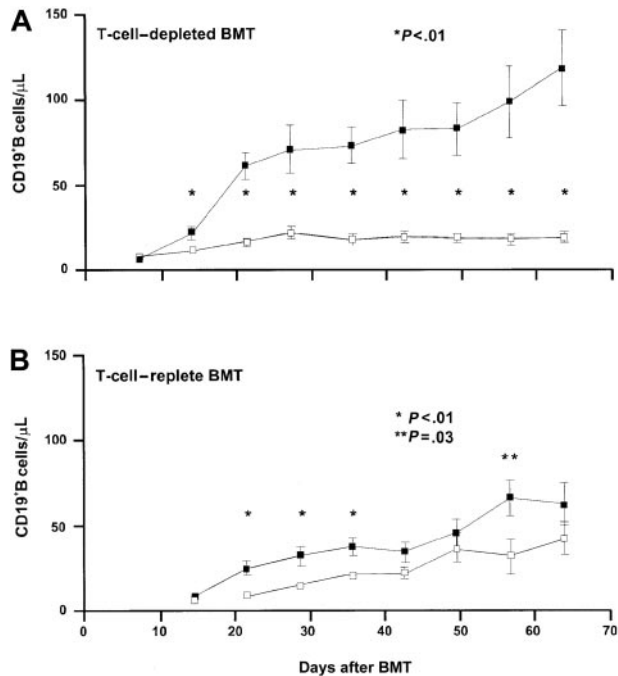 A
T-cell–depleted BMT
*P<.01
150
100
50
0
CD19+B cells/μL
* * * * * * * *
B
T-cell–replete BMT
* P<.01
**P=.03
150
100
50
0
CD19+B cells/μL
* * * **
0 10 20 30 40 50 60 70
Days after BMT